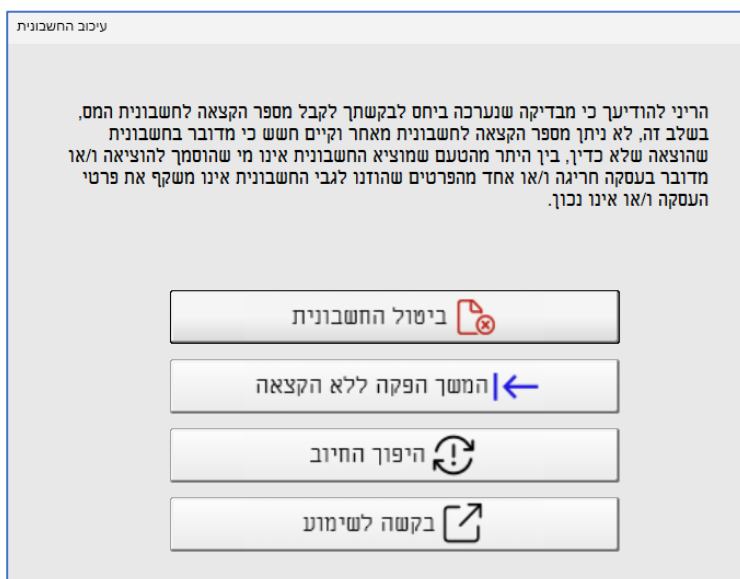 עיכוב החשבונית
הריני להודיעך כי מבדיקה שנערכה ביחס לבקשתך לקבל מספר הקצאה לחשבונית המס,
בשלב זה, לא ניתן מספר הקצאה לחשבונית מאחר וקיים חשש כי מדובר בחשבונית
שהוצאה שלא כדין, בין היתר מהטעם שמוציא החשבונית אינו מי שהוסמך להוציאה ו/או
מדובר בעסקה חריגה ו/או אחד מהפרטים שהוזנו לגבי החשבונית אינו משקף את פרטי
העסקה ו/או אינו נכון.
ביטול החשבונית
המשך הפקה ללא הקצאה
היפוך החיוב
בקשה לשימוע